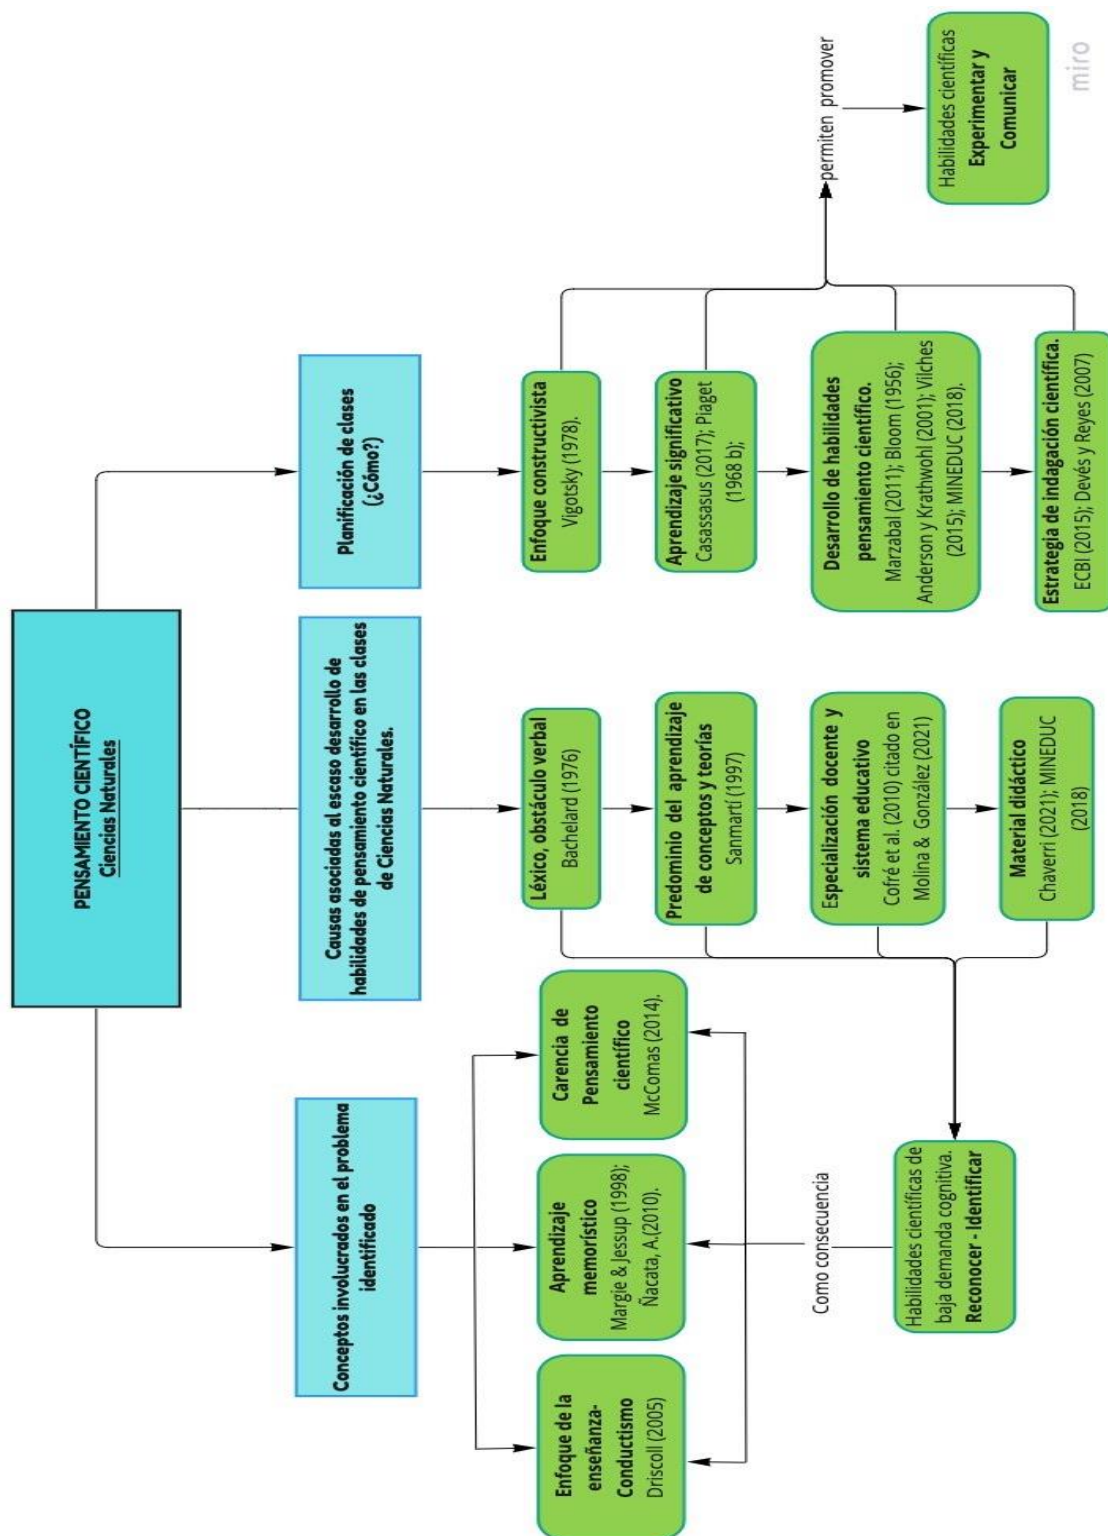 PENSAMIENTO CIENTÍFICO
Ciencias Naturales
Conceptos involucrados en el problema
identificado
Enfoque de la
enseñanza-
Conductismo
Driscoll (2005)
Aprendizaje
memorístico
Margie & Jessup (1998);
Ñacata, A.(2010).
Carencia de
Pensamiento
científico
McComas (2014).
Como consecuencia
Habilidades científicas de
baja demanda cognitiva.
Reconocer - Identificar
Causas asociadas al escaso desarrollo de
habilidades de pensamiento científico en las clases
de Ciencias Naturales.
Léxico, obstáculo verbal
Bachelard (1976)
Predominio del aprendizaje
de conceptos y teorías
Sanmartí (1997)
Especialización docente y
sistema educativo
Cofré et al. (2010) citado en
Molina & González (2021)
Material didáctico
Chaverri (2021); MINEDUC
(2018)
Planificación de clases
(¿Cómo?)
Enfoque constructivista
Vigotsky (1978).
Aprendizaje significativo
Casassasus (2017); Piaget
(1968 b);
Desarrollo de habilidades
pensamiento científico.
Marzabal (2011); Bloom (1956);
Anderson y Krathwohl (2001); Vilches
(2015); MINEDUC (2018).
Estrategia de indagación científica.
ECBI (2015); Devés y Reyes (2007)
permiten promover
Habilidades científicas
Experimentar y
Comunicar
miro